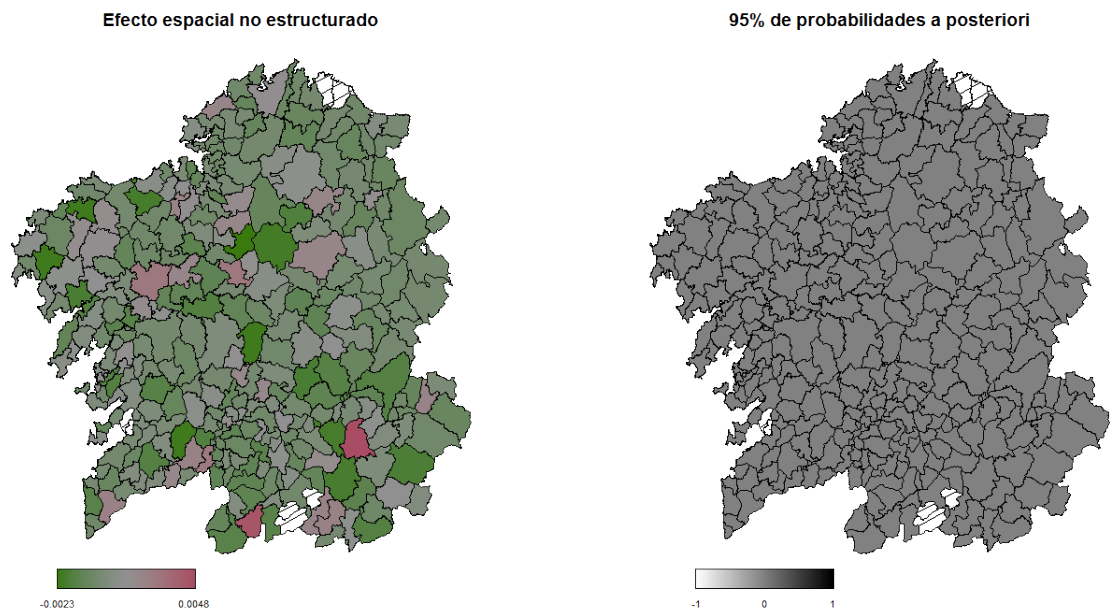 Efecto espacial no estructurado
95% de probabilidades a posteriori
-0.0023
0.0048
-1
0
1